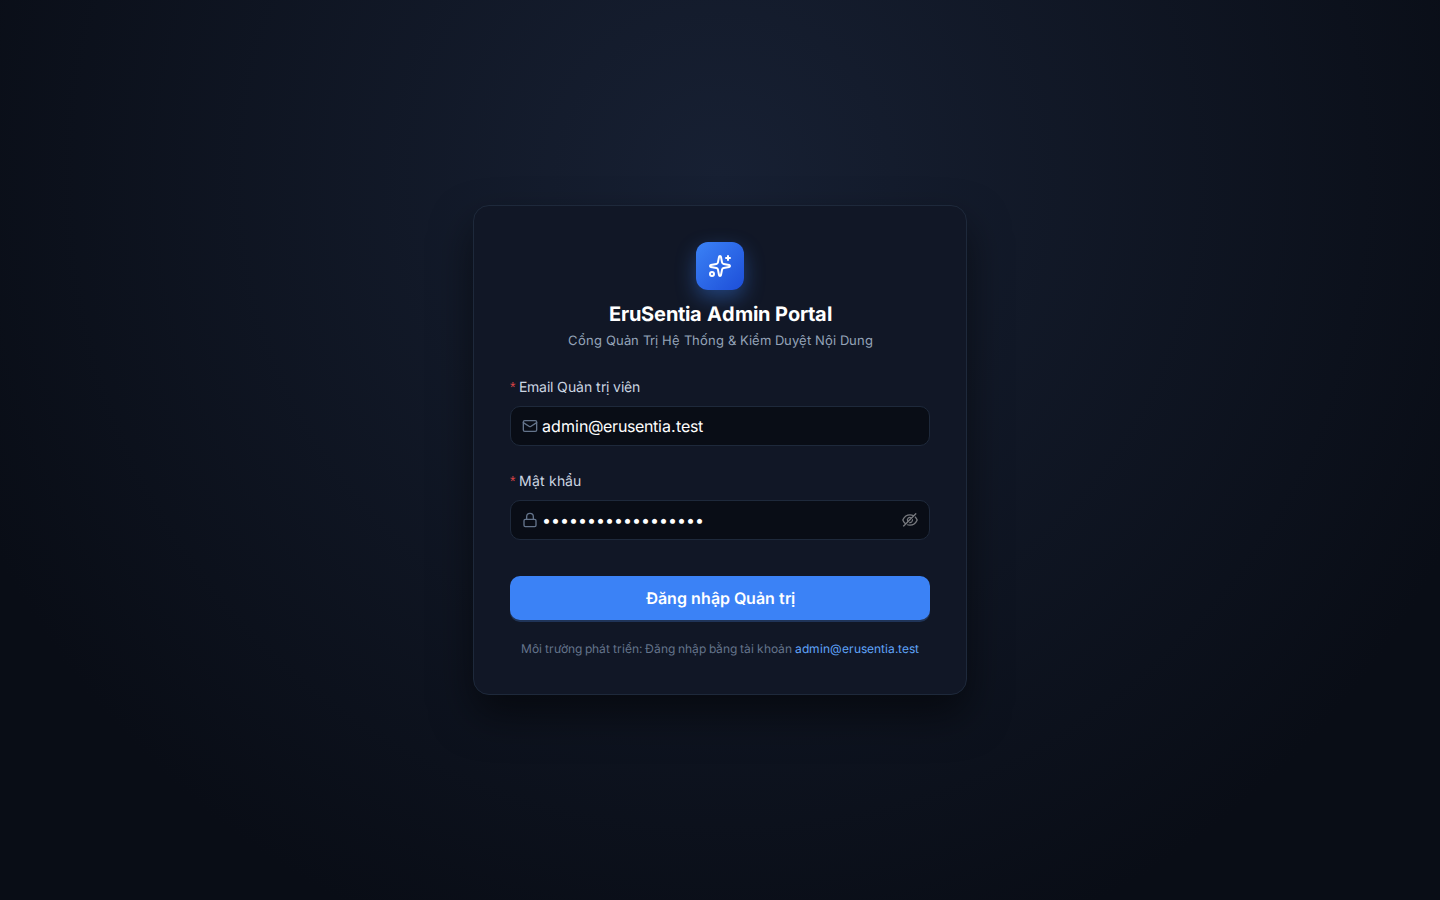 EruSentia Admin Portal
Cổng Quản Trị Hệ Thống & Kiểm Duyệt Nội Dung
* Email Quản trị viên
admin@erusentia.test
* Mật khẩu
••••••••••••••••••
Đăng nhập Quản trị
Môi trường phát triển: Đăng nhập bằng tài khoản admin@erusentia.test